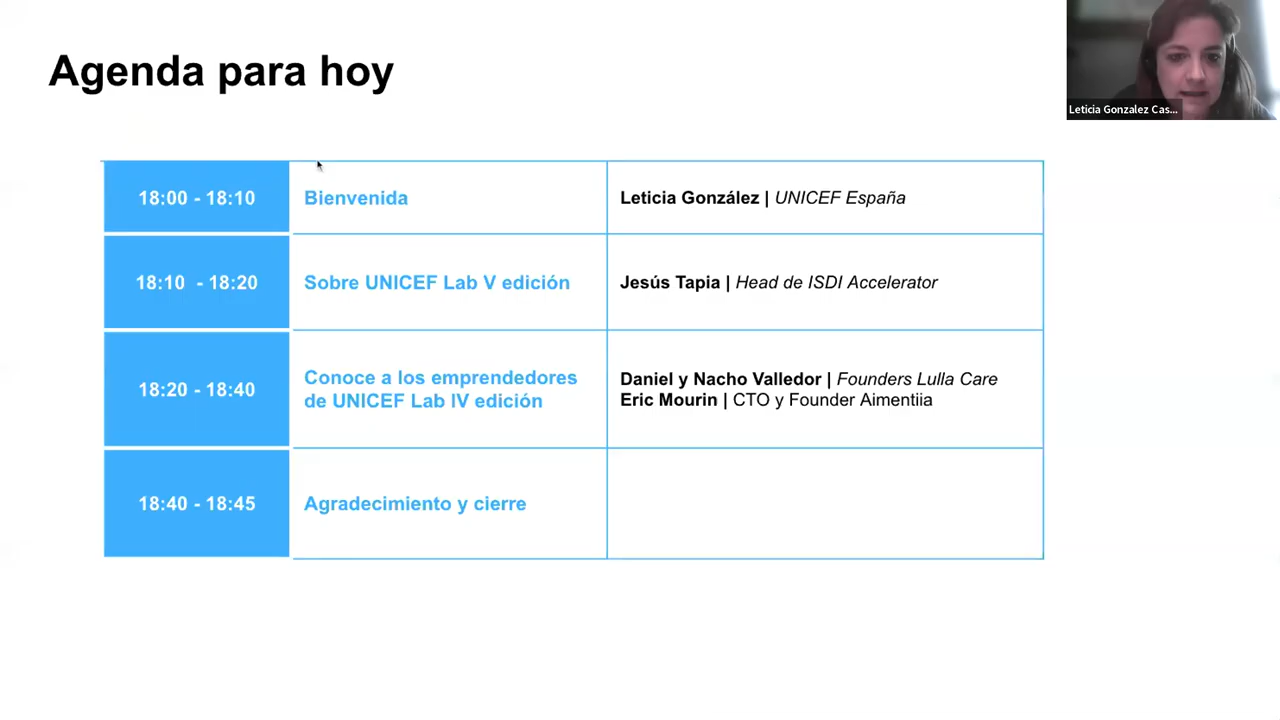 Agenda para hoy
Leticia Gonzalez Cas...
18:00 - 18:10
Bienvenida
Leticia González | UNICEF España
18:10 - 18:20
Sobre UNICEF Lab V edición
Jesús Tapia | Head de ISDI Accelerator
18:20 - 18:40
Conoce a los emprendedores
de UNICEF Lab IV edición
Daniel y Nacho Valledor | Founders Lulla Care
Eric Mourin | CTO y Founder Aimentiia
18:40 - 18:45
Agradecimiento y cierre